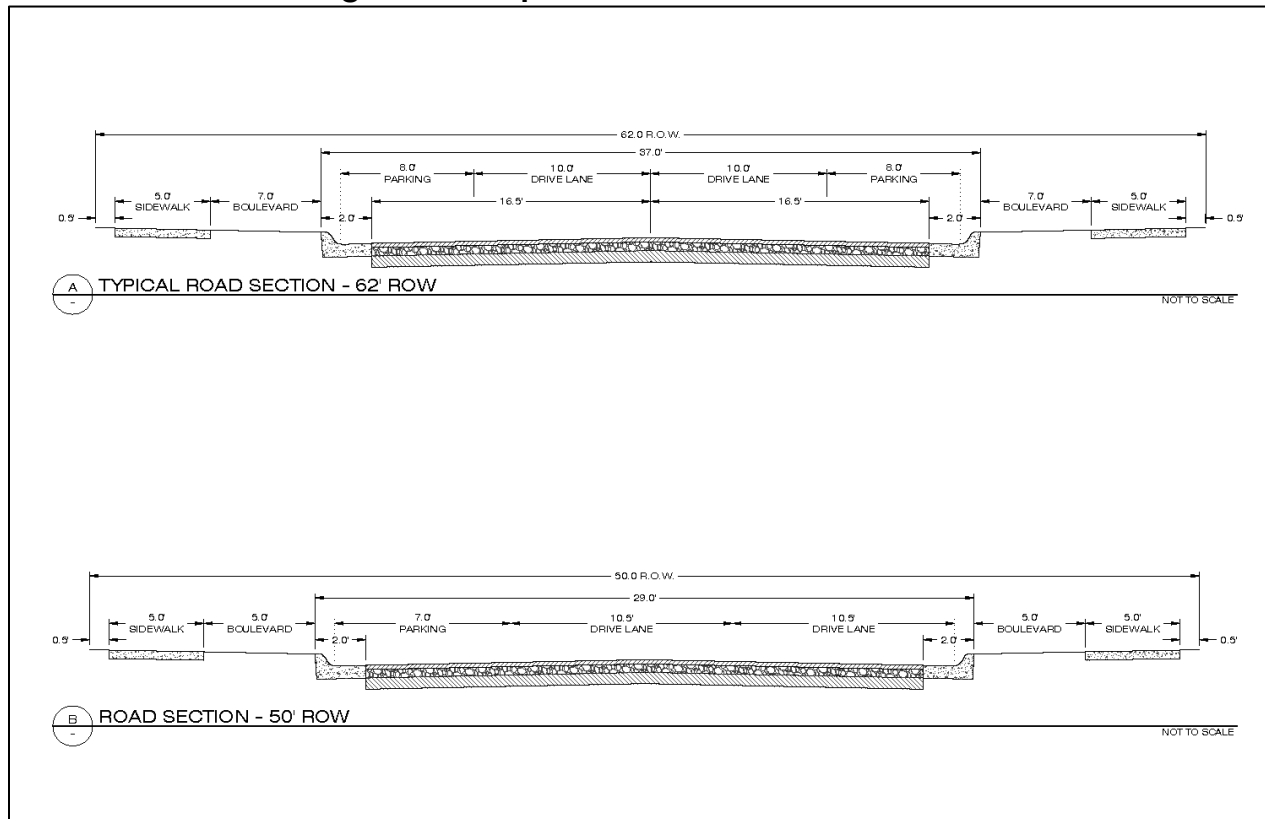 62.0 R.O.W.
37.0'
8.0' 10.0' 10.0' 8.0'
PARKING DRIVE LANE DRIVE LANE PARKING
5.0' 7.0' 7.0' 5.0'
SIDEWALK BOULEVARD 16.5' 16.5' BOULEVARD SIDEWALK
0.5' 2.0' 2.0' 0.5'
A TYPICAL ROAD SECTION - 62' ROW
-
NOT TO SCALE
50.0 R.O.W.
29.0'
5.0' 5.0' 7.0' 10.5' 10.5' 5.0' 5.0'
SIDEWALK BOULEVARD PARKING DRIVE LANE DRIVE LANE BOULEVARD SIDEWALK
0.5' 2.0' 2.0' 0.5'
B ROAD SECTION - 50' ROW
-
NOT TO SCALE